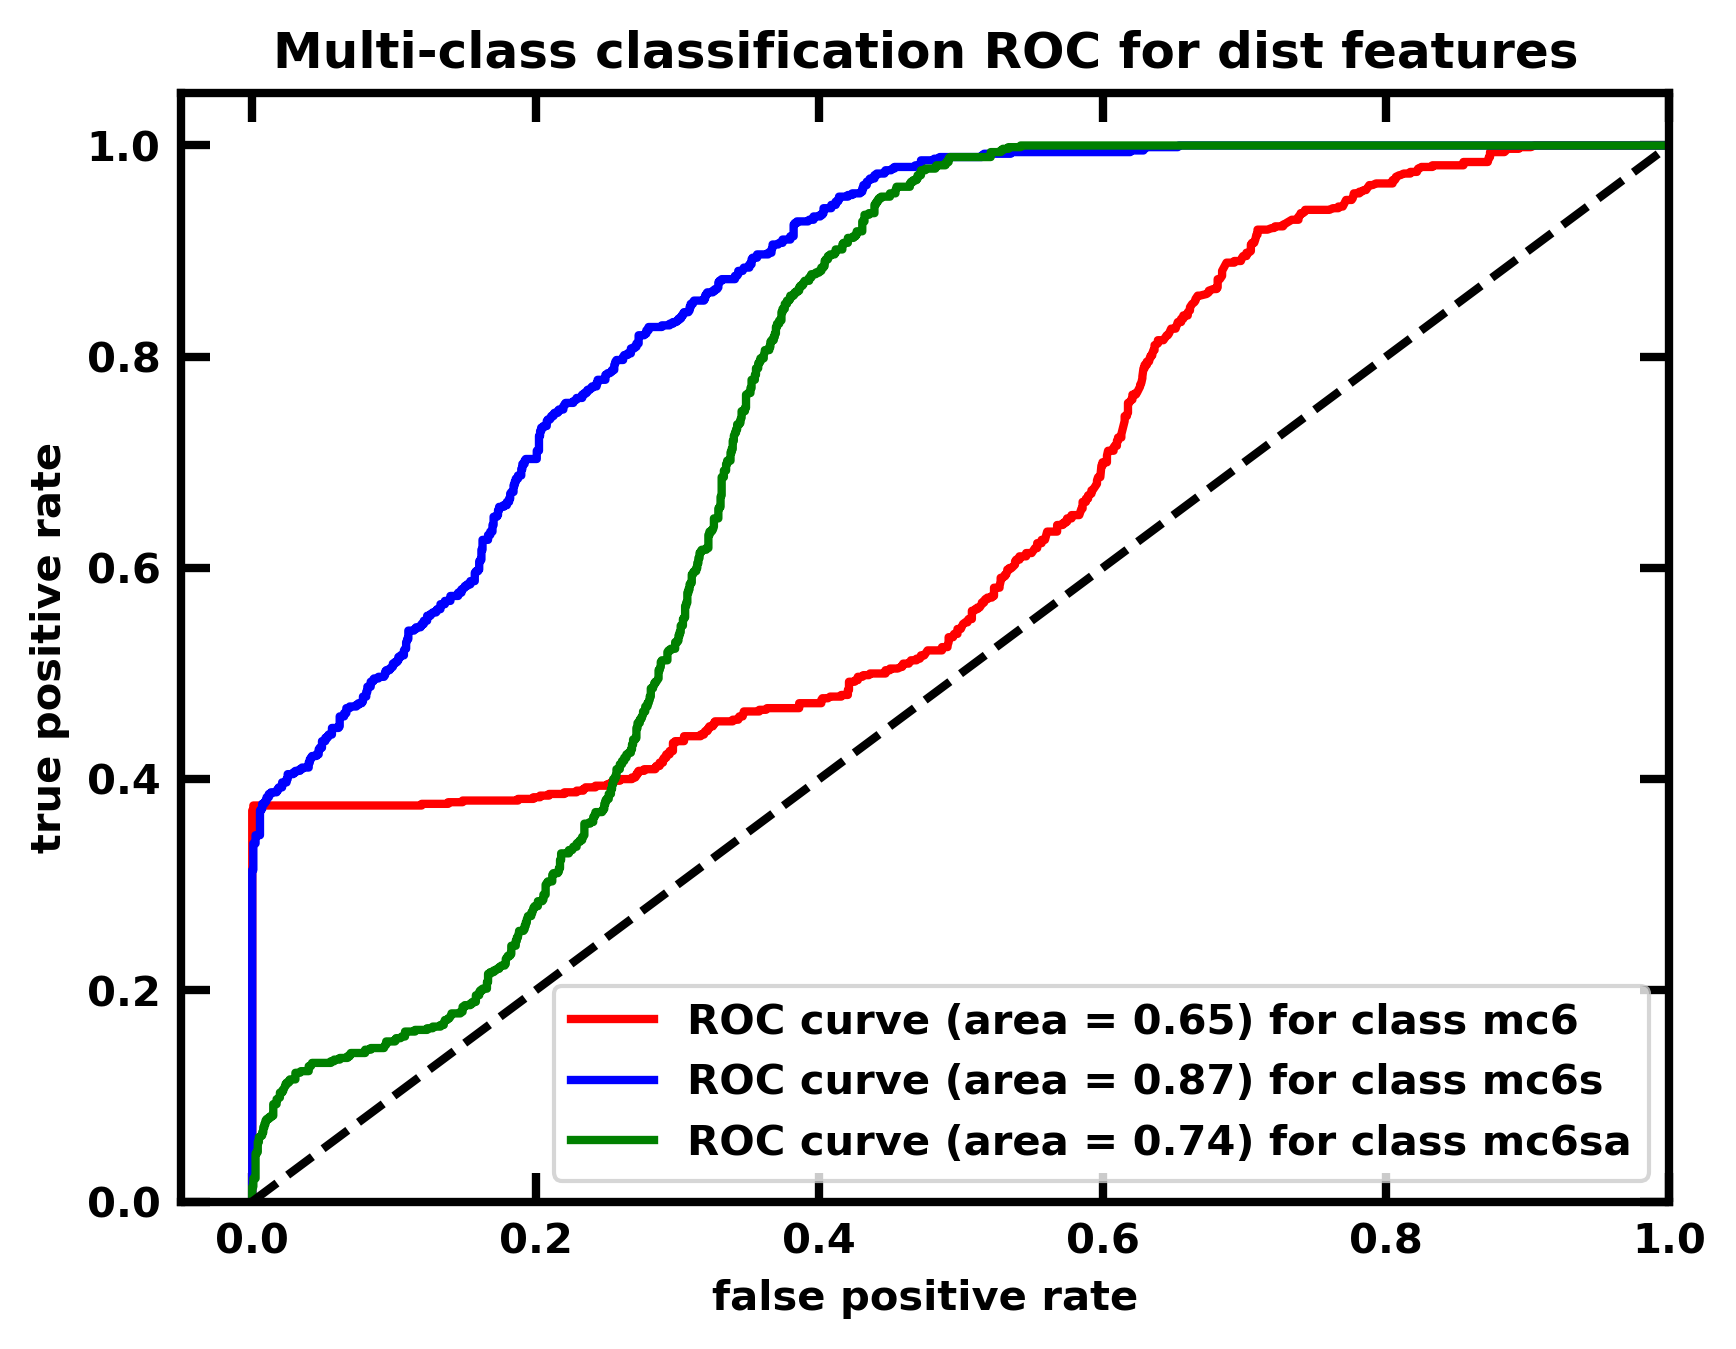 Multi-class classification ROC for dist features
1.0
0.8
0.6
0.4
0.2
0.0
true positive rate
ROC curve (area = 0.65) for class mc6
ROC curve (area = 0.87) for class mc6s
ROC curve (area = 0.74) for class mc6sa
0.0 0.2 0.4 0.6 0.8 1.0
false positive rate